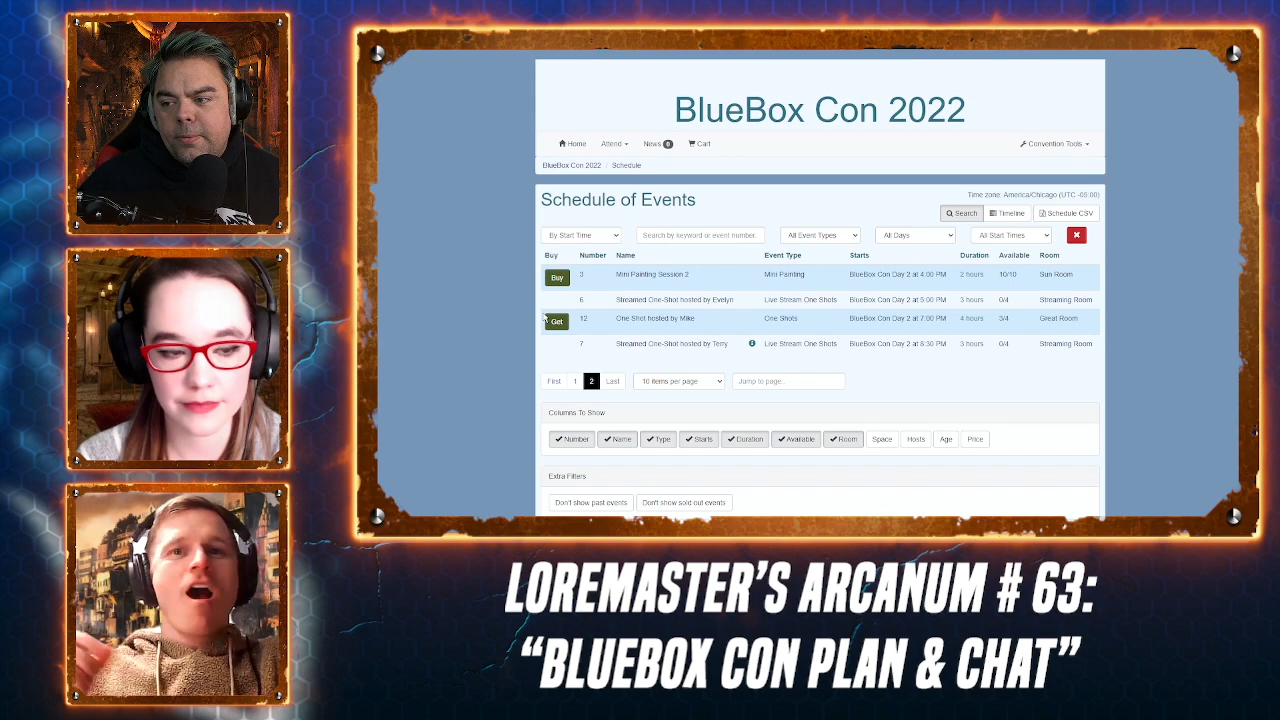 BlueBox Con 2022
Home Attend News 0 Cart Convention Tools
BlueBox Con 2022 / Schedule
Schedule of Events
Time zone: America/Chicago (UTC -05:00)
Search Timeline Schedule CSV
By Start Time Search by keyword or event number. All Event Types All Days All Start Times
Buy Number Name Event Type Starts Duration Available Room
Buy 3 Mini Painting Session 2 Mini Painting BlueBox Con Day 2 at 4:00 PM 2 hours 10/10 Sun Room
6 Streamed One-Shot hosted by Evelyn Live Stream One Shots BlueBox Con Day 2 at 5:00 PM 3 hours 0/4 Streaming Room
Get 12 One Shot hosted by Mike One Shots BlueBox Con Day 2 at 7:00 PM 4 hours 3/4 Great Room
7 Streamed One-Shot hosted by Terry Live Stream One Shots BlueBox Con Day 2 at 8:30 PM 3 hours 0/4 Streaming Room
First 1 2 Last 10 items per page Jump to page..
Columns To Show
Number Name Type Starts Duration Available Room Space Hosts Age Price
Extra Filters
Don't show past events Don't show sold out events
LOREMASTER'S ARCANUM # 63:
“BLUEBOX CON PLAN & CHAT”